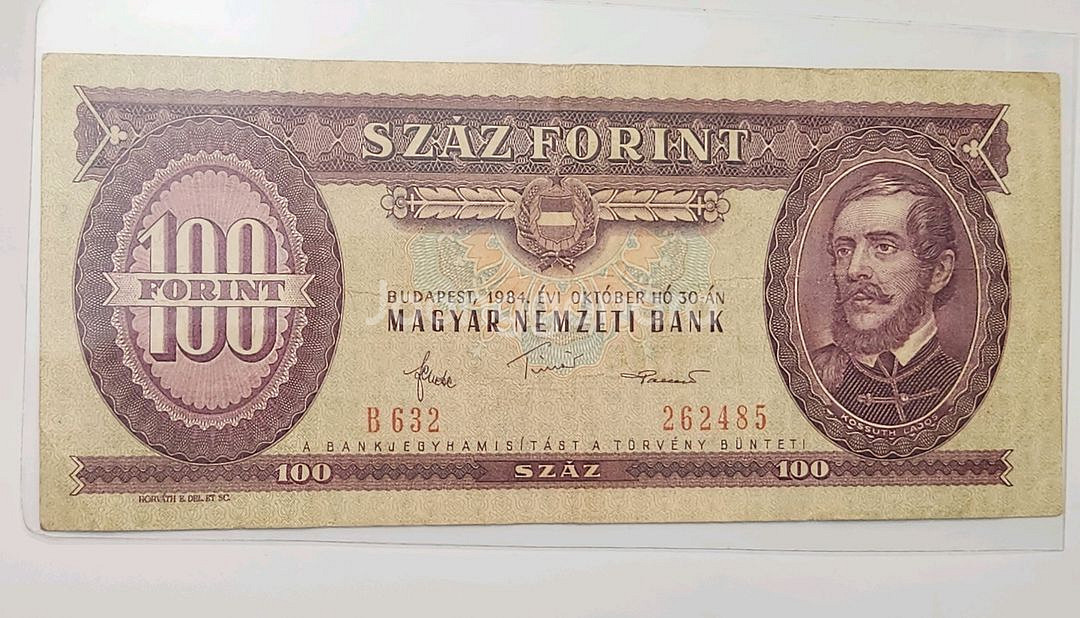 SZÁZ FORINT
100
FORINT
100
BUDAPEST, 1984. ÉVI OKTÓBER HÓ 30-ÁN
MAGYAR NEMZETI BANK
B 632
262485
KOSSUTH LAJOS
A BANKJEGYHAMISÍTÁST A TÖRVÉNY BÜNTETI
100
SZÁZ
100
HORVÁTH E. DEL. ET SC.